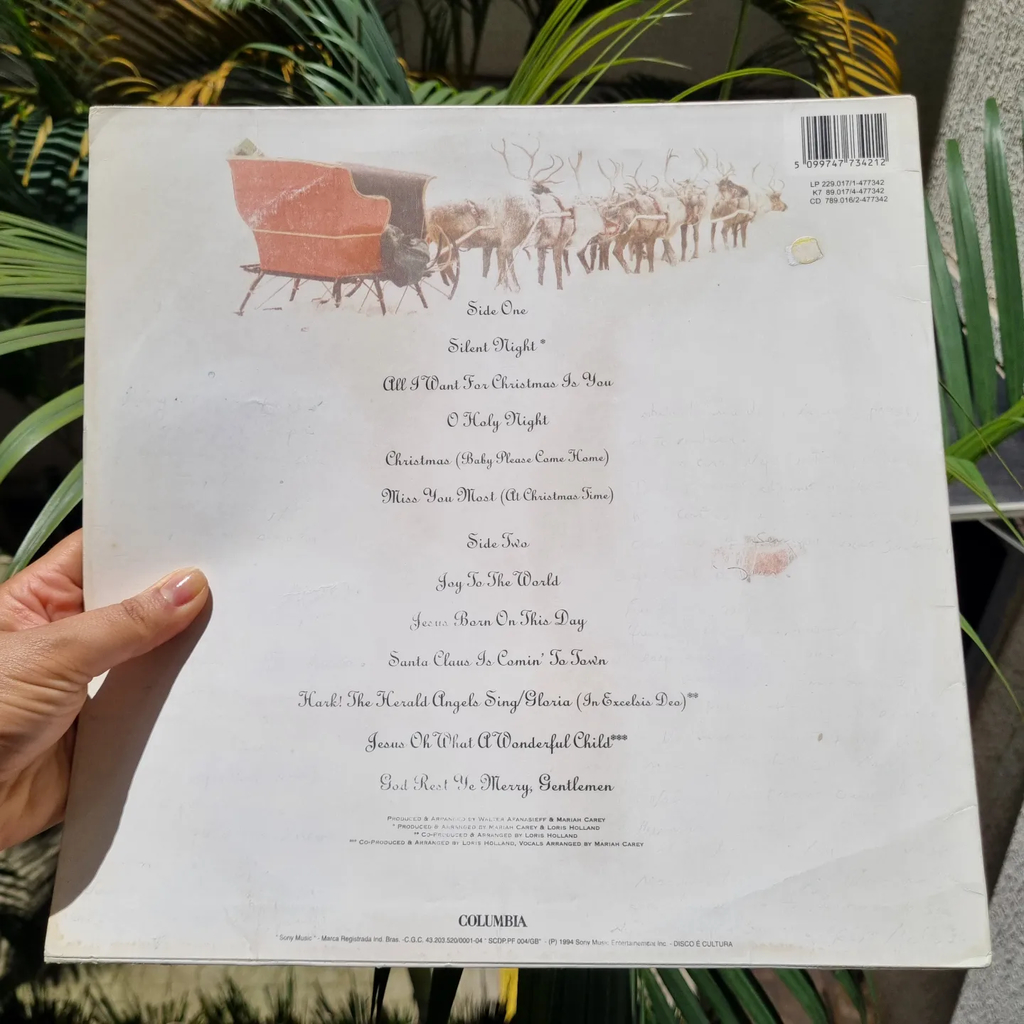 5 099747 734212
LP 229.017/1-477342
K7 89.017/4-477342
CD 789.016/2-477342
Side One
Silent Night *
All I Want For Christmas Is You
O Holy Night
Christmas (Baby Please Come Home)
Miss You Most (At Christmas Time)
Side Two
Joy To The World
Jesus Born On This Day
Santa Claus Is Comin' To Town
Hark! The Herald Angels Sing/Gloria (In Excelsis Deo)**
Jesus Oh What A Wonderful Child***
God Rest Ye Merry, Gentlemen
PRODUCED & ARRANGED BY WALTER AFANASIEFF & MARIAH CAREY
* PRODUCED & ARRANGED BY MARIAH CAREY & LORIS HOLLAND
** CO-PRODUCED & ARRANGED BY LORIS HOLLAND
*** CO-PRODUCED & ARRANGED BY LORIS HOLLAND, VOCALS ARRANGED BY MARIAH CAREY
COLUMBIA
"Sony Music" - Marca Registrada Ind. Bras. -C.G.C. 43.203.520/0001-04 " SCDP.PF 004/GB" - (P) 1994 Sony Music Entertainment Inc. - DISCO É CULTURA